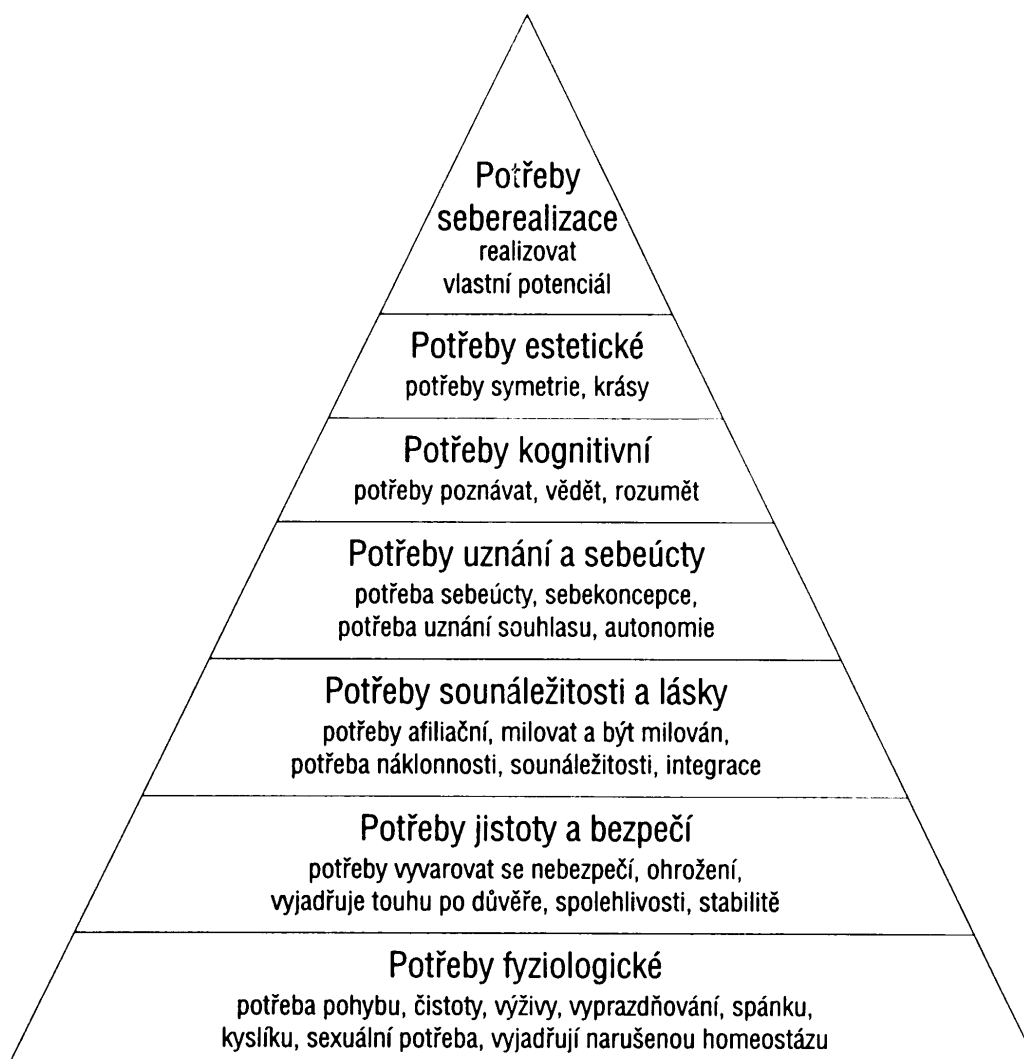 Potřeby
seberealizace
realizovat
vlastní potenciál
Potřeby estetické
potřeby symetrie, krásy
Potřeby kognitivní
potřeby poznávat, vědět, rozumět
Potřeby uznání a sebeúcty
potřeba sebeúcty, sebekoncepce,
potřeba uznání souhlasu, autonomie
Potřeby sounáležitosti a lásky
potřeby afiliační, milovat a být milován,
potřeba náklonnosti, sounáležitosti, integrace
Potřeby jistoty a bezpečí
potřeby vyvarovat se nebezpečí, ohrožení,
vyjadřuje touhu po důvěře, spolehlivosti, stabilitě
Potřeby fyziologické
potřeba pohybu, čistoty, výživy, vyprazdňování, spánku,
kyslíku, sexuální potřeba, vyjadřují narušenou homeostázu